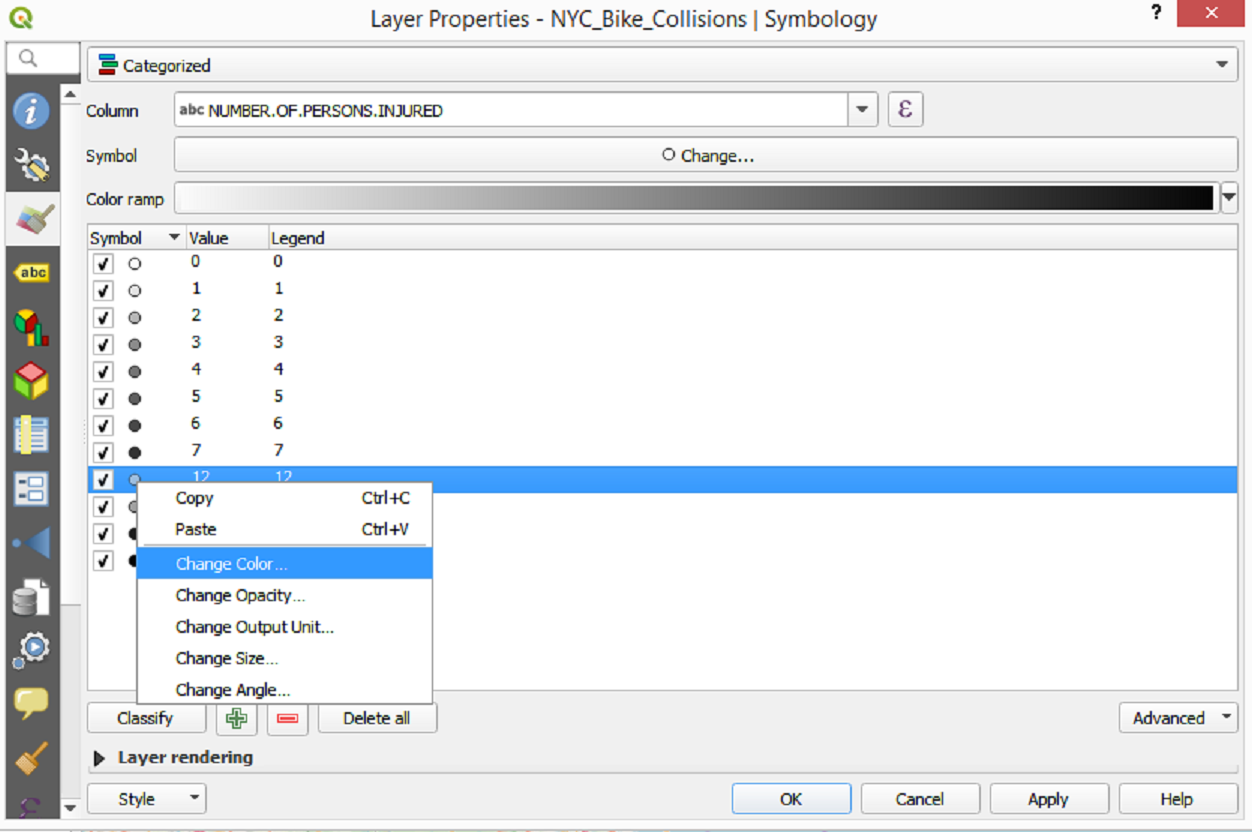 Layer Properties - NYC_Bike_Collisions | Symbology ? ×
Categorized
Column abc NUMBER.OF.PERSONS.INJURED ε
Symbol Change...
Color ramp
Symbol Value Legend
0 0
1 1
abc
2 2
3 3
4 4
5 5
6 6
7 7
12 12
Copy Ctrl+C
Paste Ctrl+V
Change Color...
Change Opacity...
Change Output Unit...
Change Size...
Change Angle...
Classify Delete all Advanced
Layer rendering
Style OK Cancel Apply Help